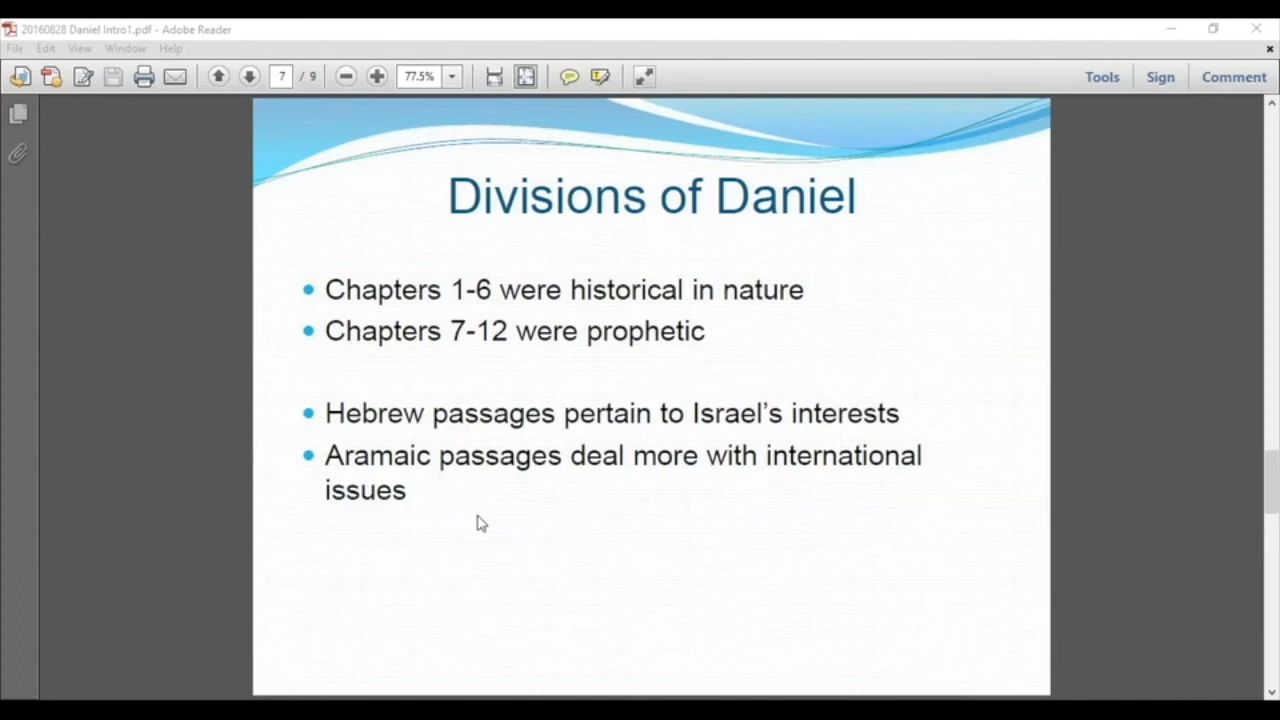 20160828 Daniel Intro1.pdf - Adobe Reader
File Edit View Window Help
7 / 9 77.5% Tools Sign Comment
Divisions of Daniel
• Chapters 1-6 were historical in nature
• Chapters 7-12 were prophetic
• Hebrew passages pertain to Israel's interests
• Aramaic passages deal more with international
issues